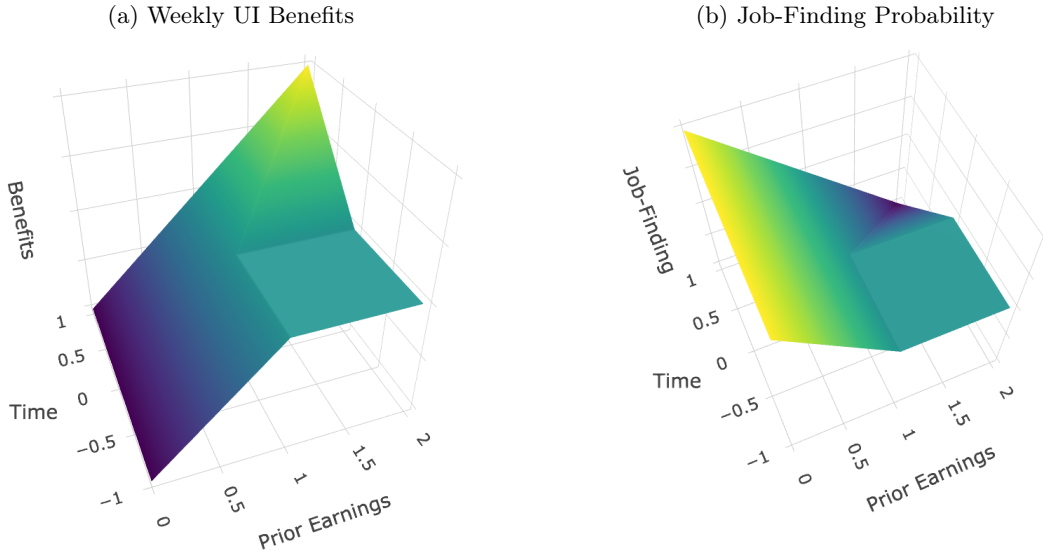 (a) Weekly UI Benefits
Benefits
1
0.5
0
−0.5
−1
Time
0
0.5
1
1.5
2
Prior Earnings
(b) Job-Finding Probability
Job-Finding
1
0.5
0
−0.5
−1
Time
0
0.5
1
1.5
2
Prior Earnings